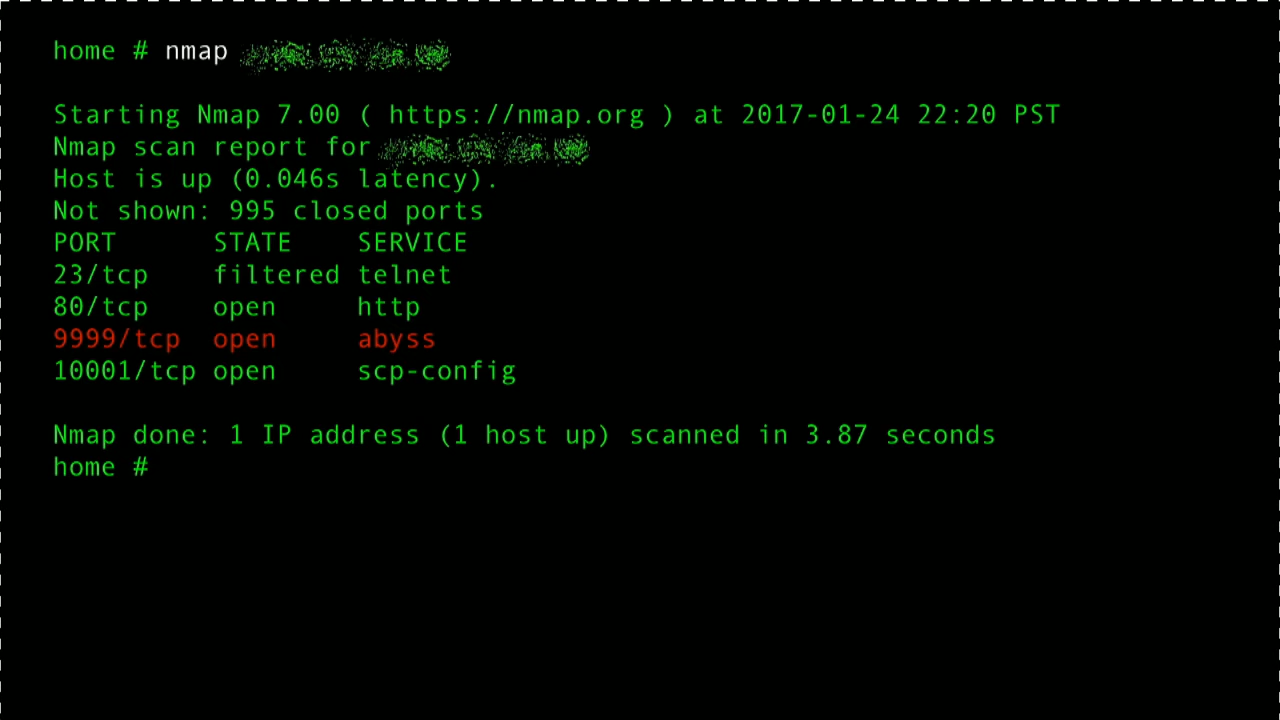 home # nmap
Starting Nmap 7.00 ( https://nmap.org ) at 2017-01-24 22:20 PST
Nmap scan report for
Host is up (0.046s latency).
Not shown: 995 closed ports
PORT STATE SERVICE
23/tcp filtered telnet
80/tcp open http
9999/tcp open abyss
10001/tcp open scp-config
Nmap done: 1 IP address (1 host up) scanned in 3.87 seconds
home #